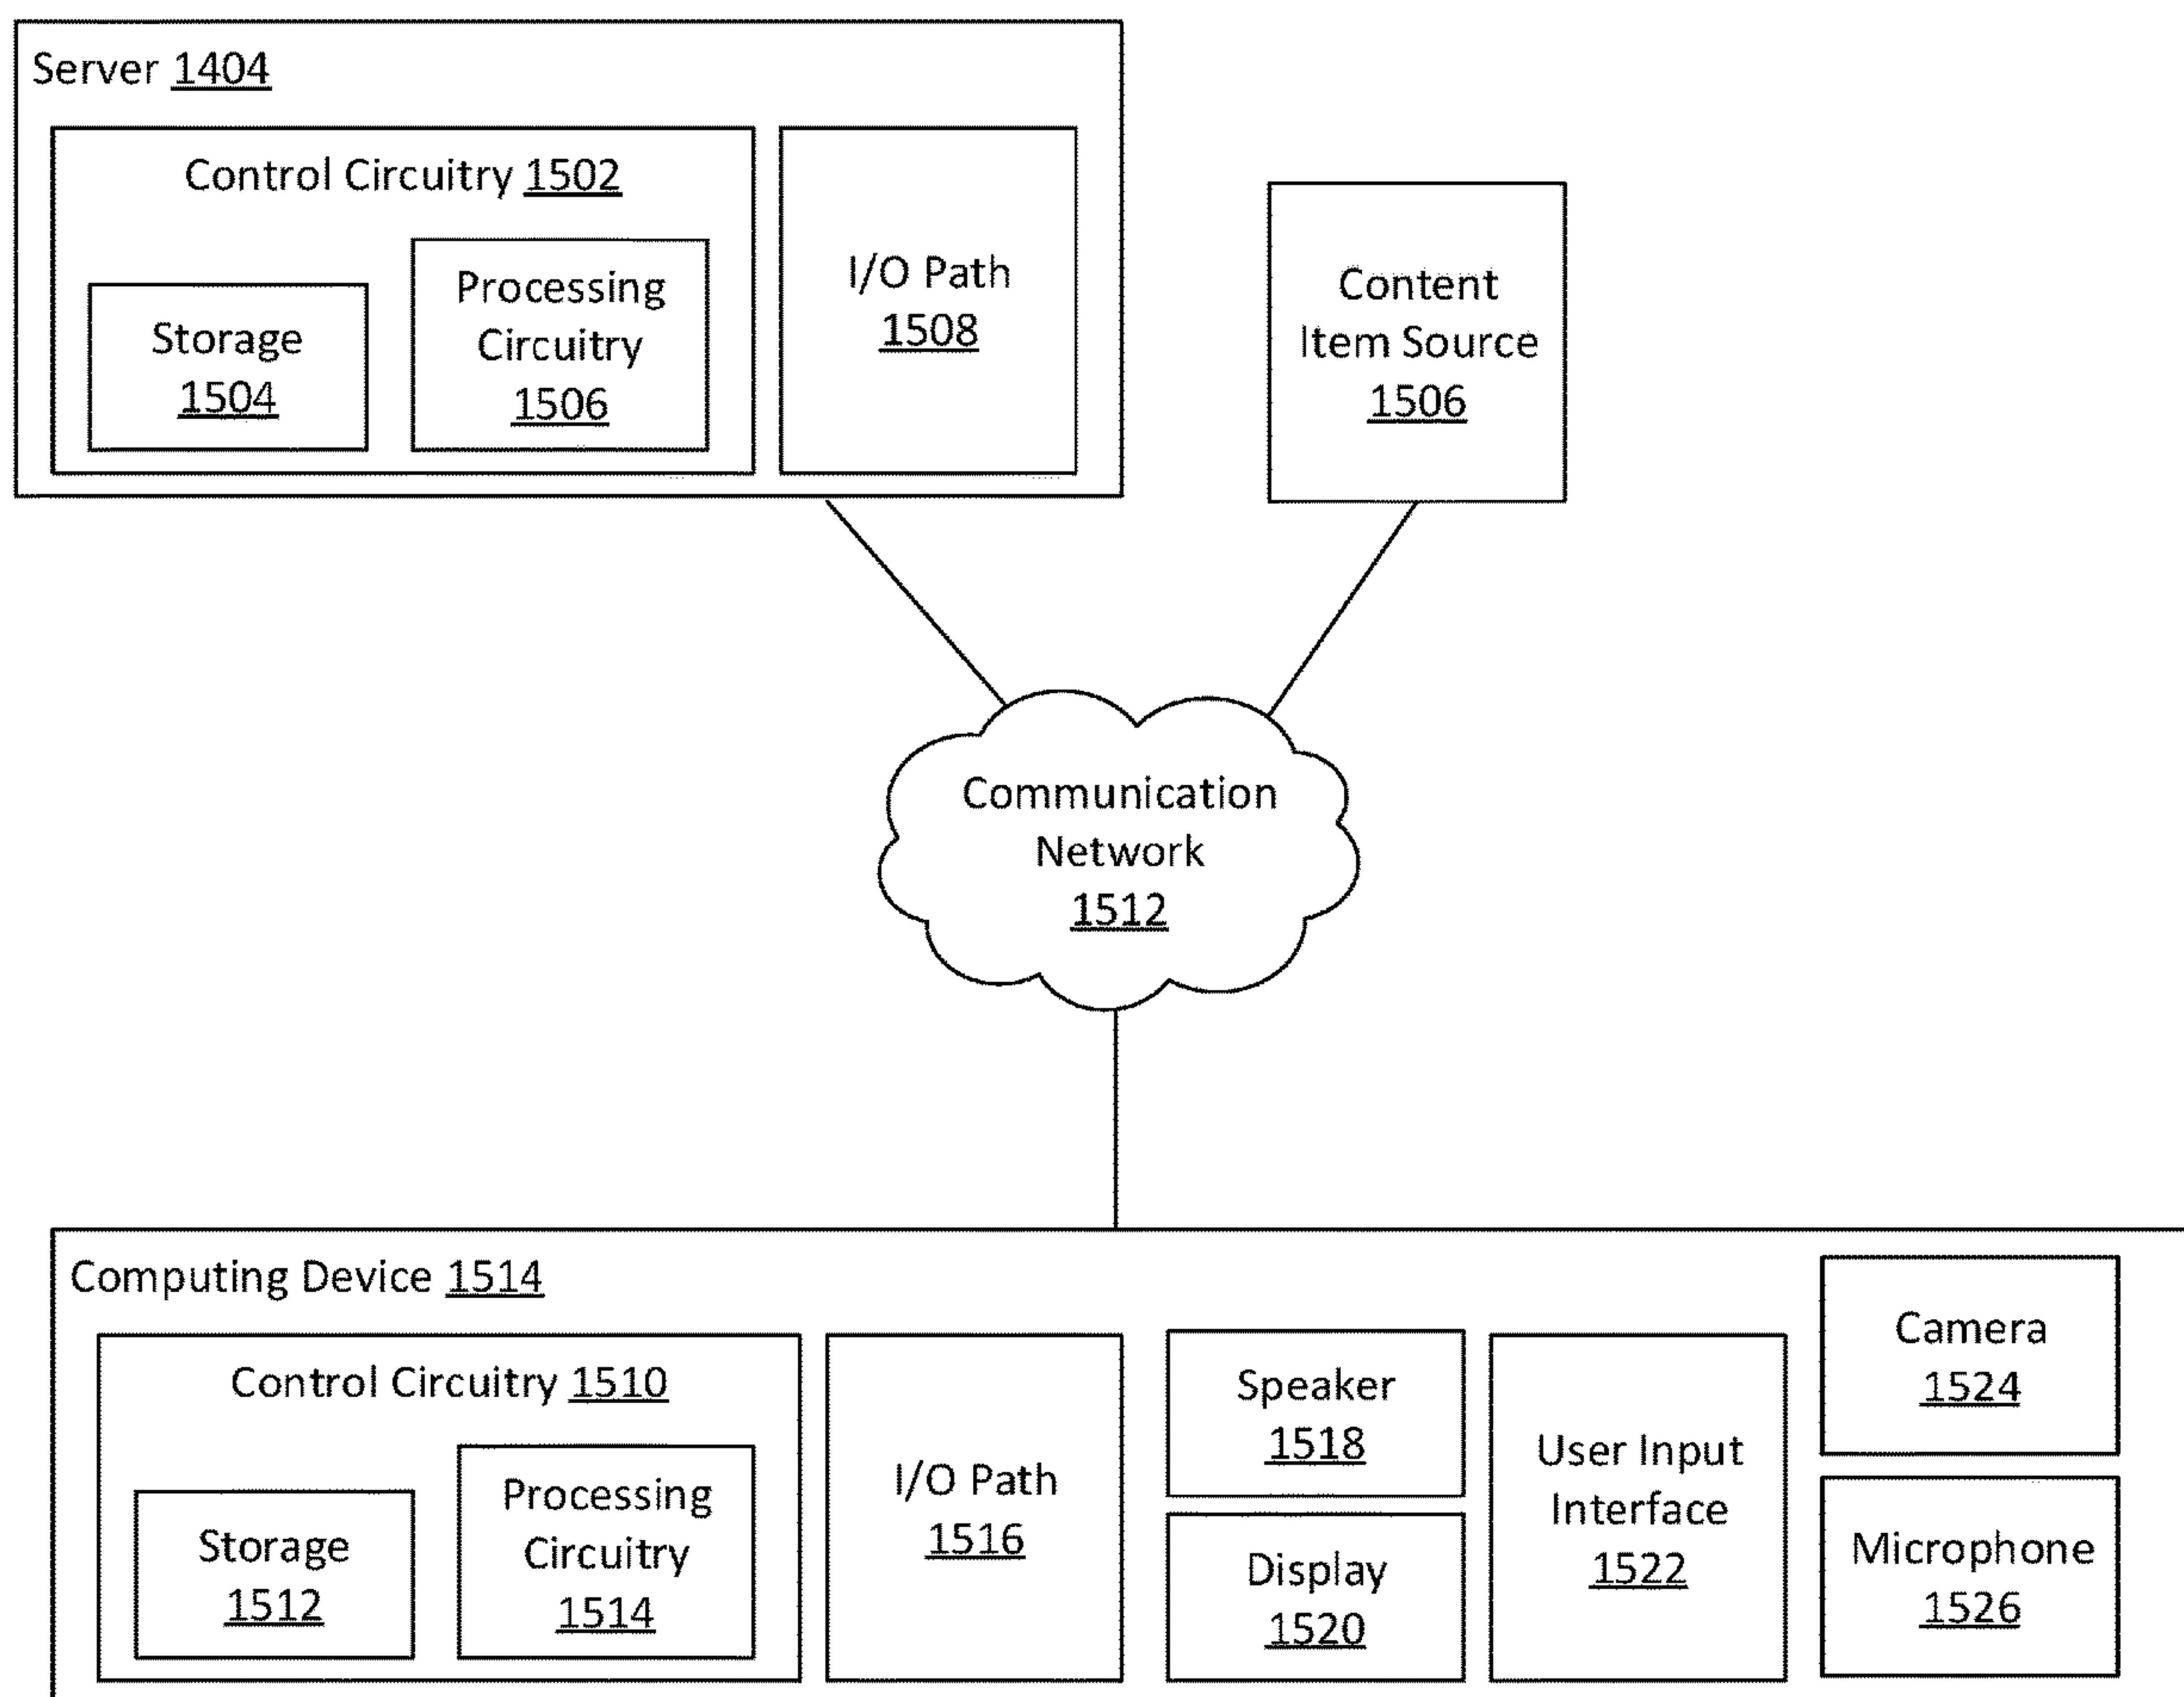 Server 1404
Control Circuitry 1502
Storage
1504
Processing
Circuitry
1506
I/O Path
1508
Content
Item Source
1506
Communication
Network
1512
Computing Device 1514
Control Circuitry 1510
Storage
1512
Processing
Circuitry
1514
I/O Path
1516
Speaker
1518
Display
1520
User Input
Interface
1522
Camera
1524
Microphone
1526